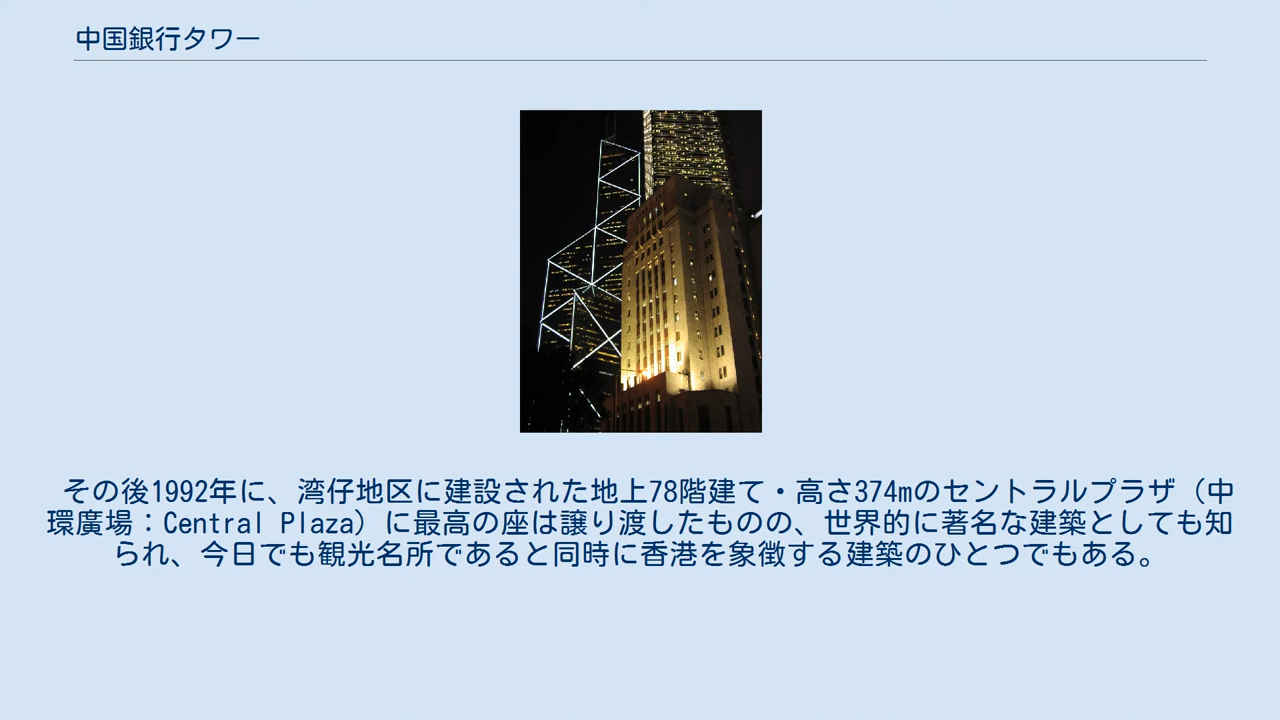 中国銀行タワー
その後1992年に、湾仔地区に建設された地上78階建て・高さ374mのセントラルプラザ（中
環廣場：Central Plaza）に最高の座は譲り渡したものの、世界的に著名な建築としても知
られ、今日でも観光名所であると同時に香港を象徴する建築のひとつでもある。